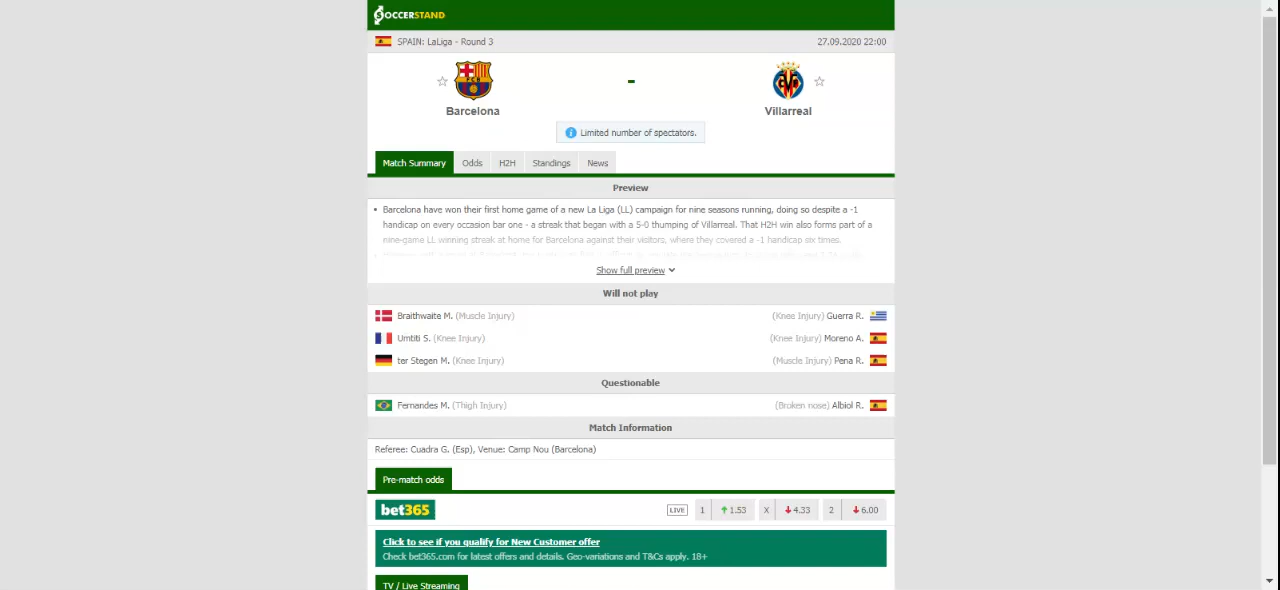 SOCCERSTAND
SPAIN: LaLiga - Round 3 27.09.2020 22:00
-
Barcelona Villarreal
Limited number of spectators.
Match Summary Odds H2H Standings News
Preview
• Barcelona have won their first home game of a new La Liga (LL) campaign for nine seasons running, doing so despite a -1
handicap on every occasion bar one - a streak that began with a 5-0 thumping of Villarreal. That H2H win also forms part of a
nine-game LL winning streak at home for Barcelona against their visitors, where they covered a -1 handicap six times.
Show full preview
Will not play
Braithwaite M. (Muscle Injury) (Knee Injury) Guerra R.
Umtiti S. (Knee Injury) (Knee Injury) Moreno A.
ter Stegen M. (Knee Injury) (Muscle Injury) Pena R.
Questionable
Fernandes M. (Thigh Injury) (Broken nose) Albiol R.
Match Information
Referee: Cuadra G. (Esp), Venue: Camp Nou (Barcelona)
Pre-match odds
bet365 LIVE 1 1.53 X 4.33 2 6.00
Click to see if you qualify for New Customer offer
Check bet365.com for latest offers and details. Geo-variations and T&Cs apply. 18+
TV / Live Streaming